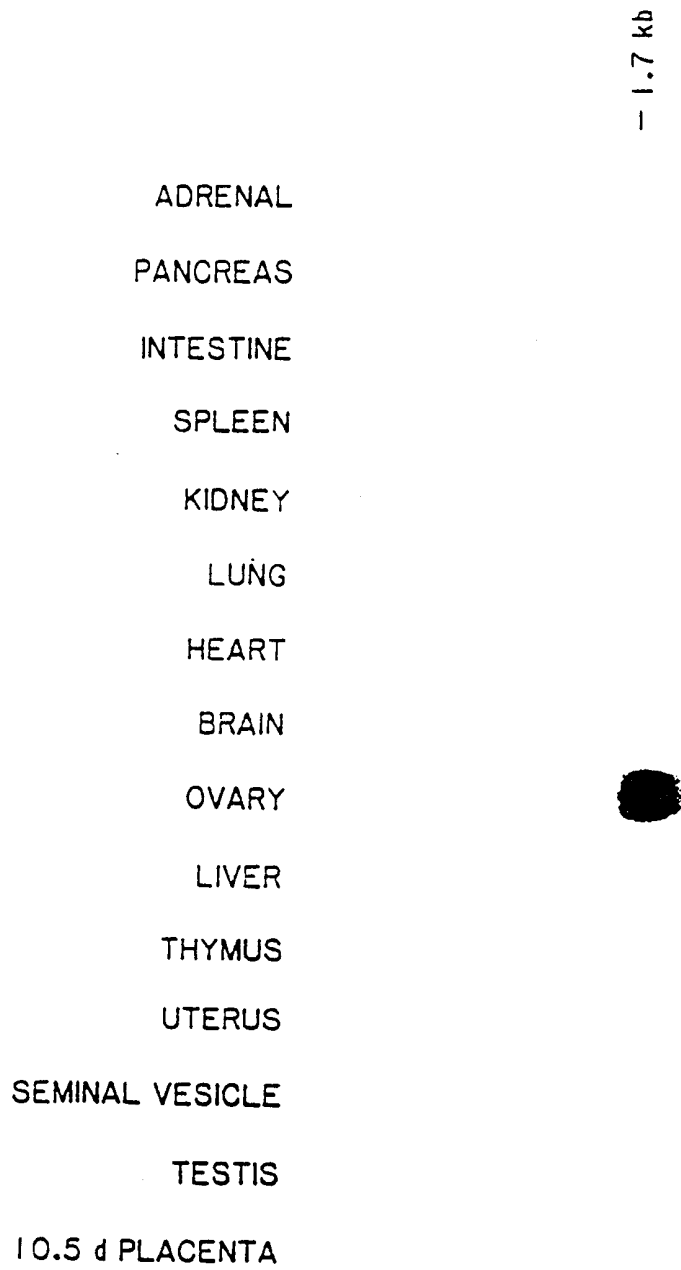 — 1.7 kb
ADRENAL
PANCREAS
INTESTINE
SPLEEN
KIDNEY
LUNG
HEART
BRAIN
OVARY
LIVER
THYMUS
UTERUS
SEMINAL VESICLE
TESTIS
10.5 d PLACENTA